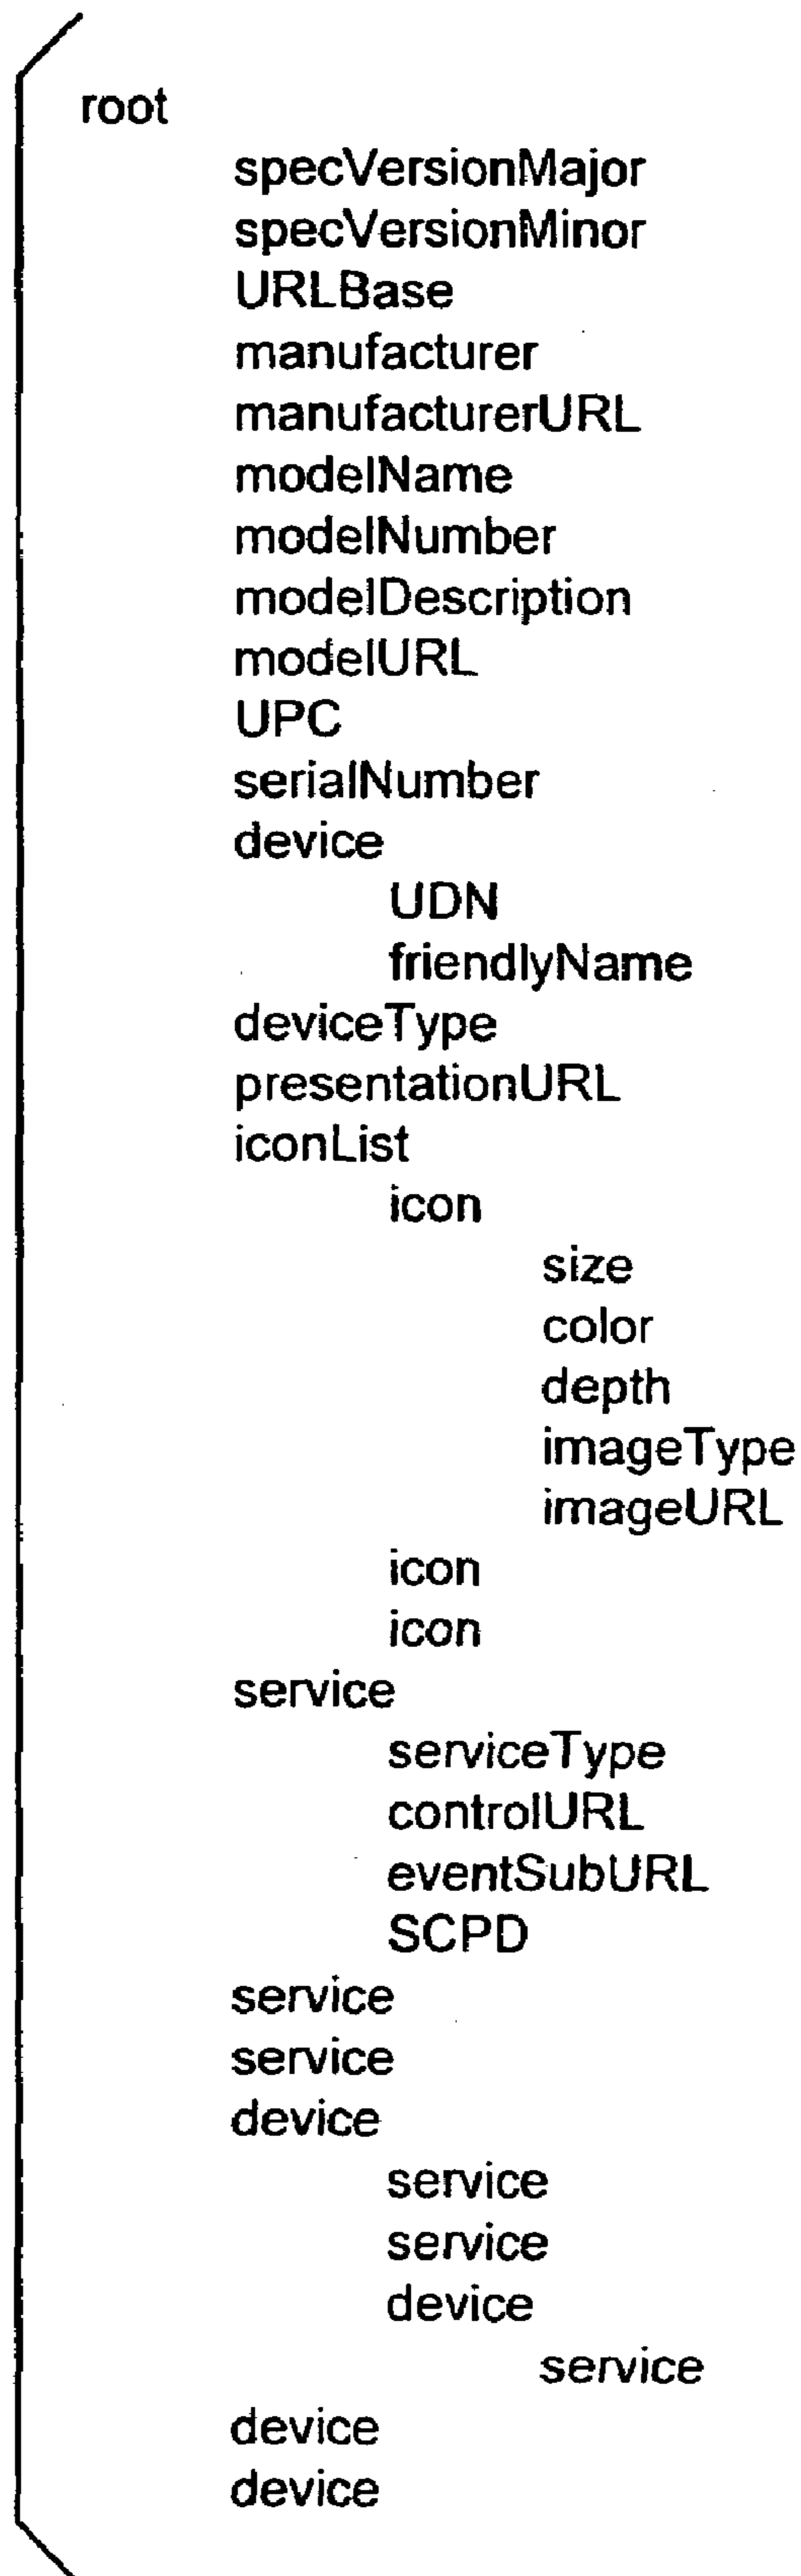 root
specVersionMajor
specVersionMinor
URLBase
manufacturer
manufacturerURL
modelName
modelNumber
modelDescription
modelURL
UPC
serialNumber
device
UDN
friendlyName
deviceType
presentationURL
iconList
icon
size
color
depth
imageType
imageURL
icon
icon
service
serviceType
controlURL
eventSubURL
SCPD
service
service
device
service
service
device
service
device
device